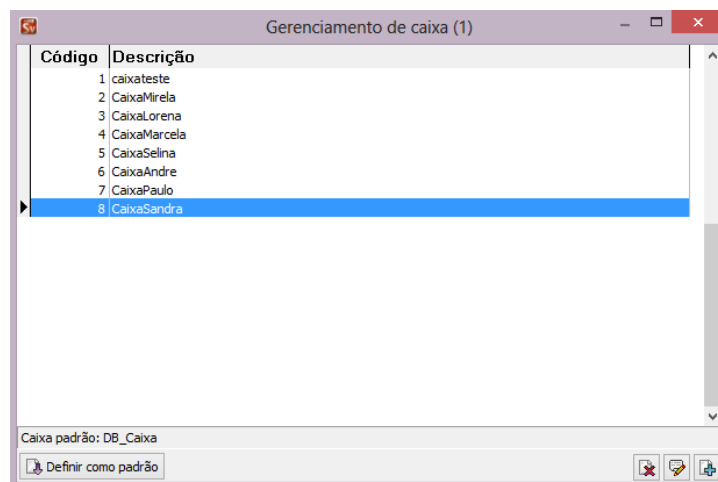 Gerenciamento de caixa (1)
Código Descrição
1 caixateste
2 CaixaMirela
3 CaixaLorena
4 CaixaMarcela
5 CaixaSelina
6 CaixaAndre
7 CaixaPaulo
8 CaixaSandra
Caixa padrão: DB_Caixa
Definir como padrão